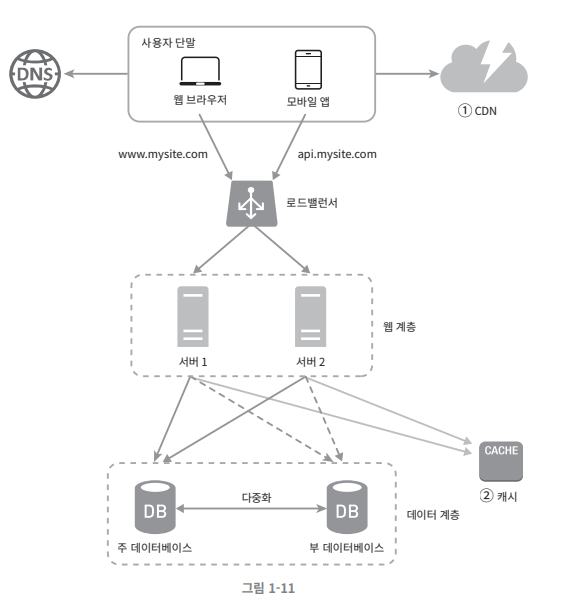 사용자 단말
DNS
웹 브라우저
모바일 앱
① CDN
www.mysite.com
api.mysite.com
로드밸런서
서버 1
서버 2
웹 계층
CACHE
② 캐시
DB
다중화
DB
데이터 계층
주 데이터베이스
부 데이터베이스
그림 1-11